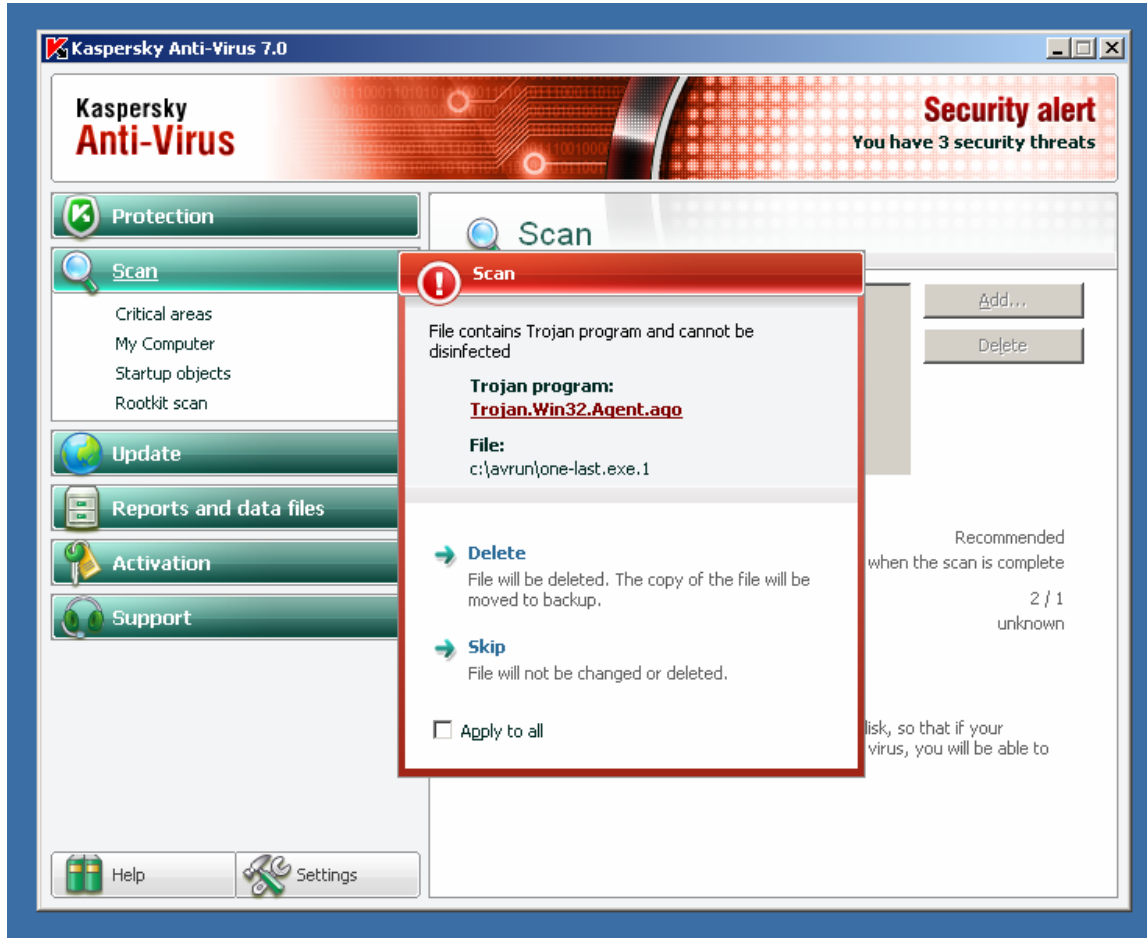 Kaspersky Anti-Virus 7.0
Kaspersky
Anti-Virus
Security alert
You have 3 security threats
Protection
Scan
Critical areas
My Computer
Startup objects
Rootkit scan
Update
Reports and data files
Activation
Support
Help
Settings
Scan
Add...
Delete
Scan
File contains Trojan program and cannot be
disinfected
Trojan program:
Trojan.Win32.Agent.ago
File:
c:\avrun\one-last.exe.1
Delete
File will be deleted. The copy of the file will be
moved to backup.
Skip
File will not be changed or deleted.
Apply to all
Recommended
when the scan is complete
2 / 1
unknown
disk, so that if your
virus, you will be able to